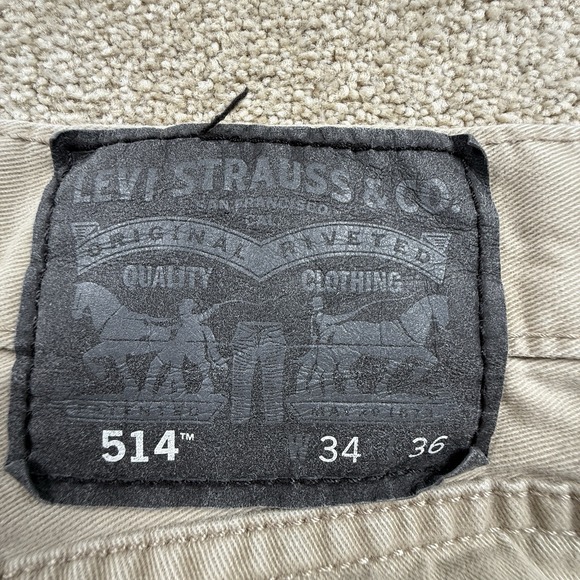 LEVI STRAUSS & CO.
SAN FRANCISCO
CAL.
ORIGINAL RIVETED
QUALITY CLOTHING
514™ W 34 36